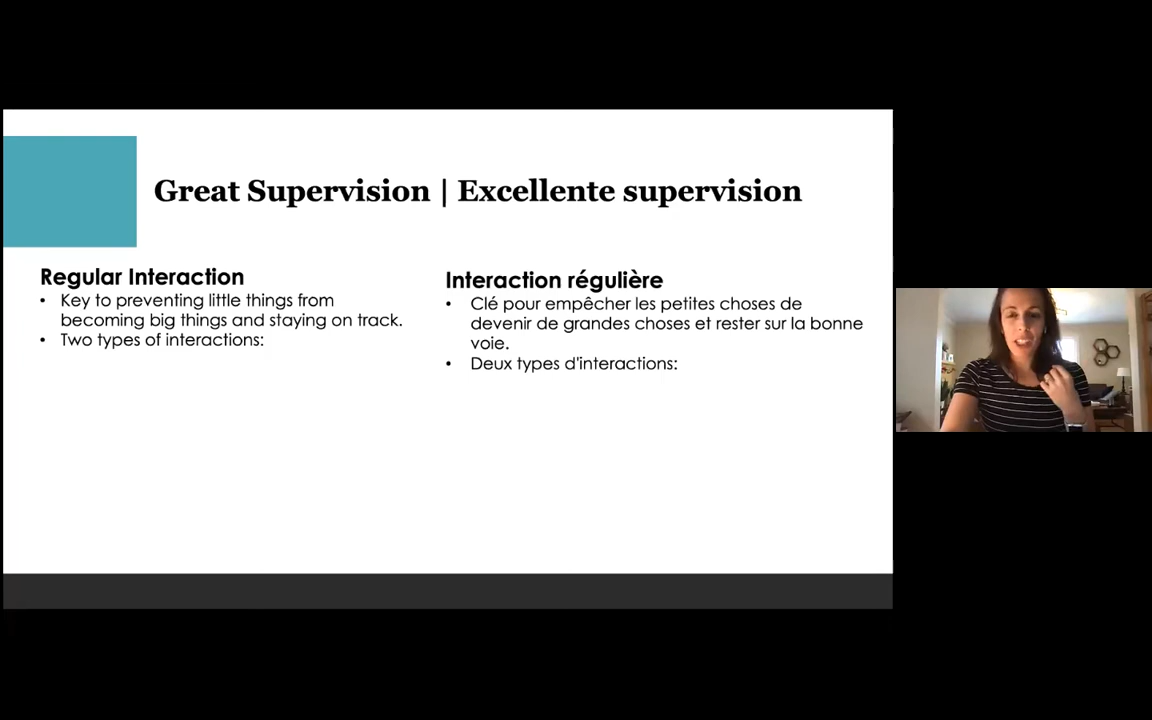 Great Supervision | Excellente supervision
Regular Interaction
• Key to preventing little things from
becoming big things and staying on track.
• Two types of interactions:
Interaction régulière
• Clé pour empêcher les petites choses de
devenir de grandes choses et rester sur la bonne
voie.
• Deux types d'interactions: